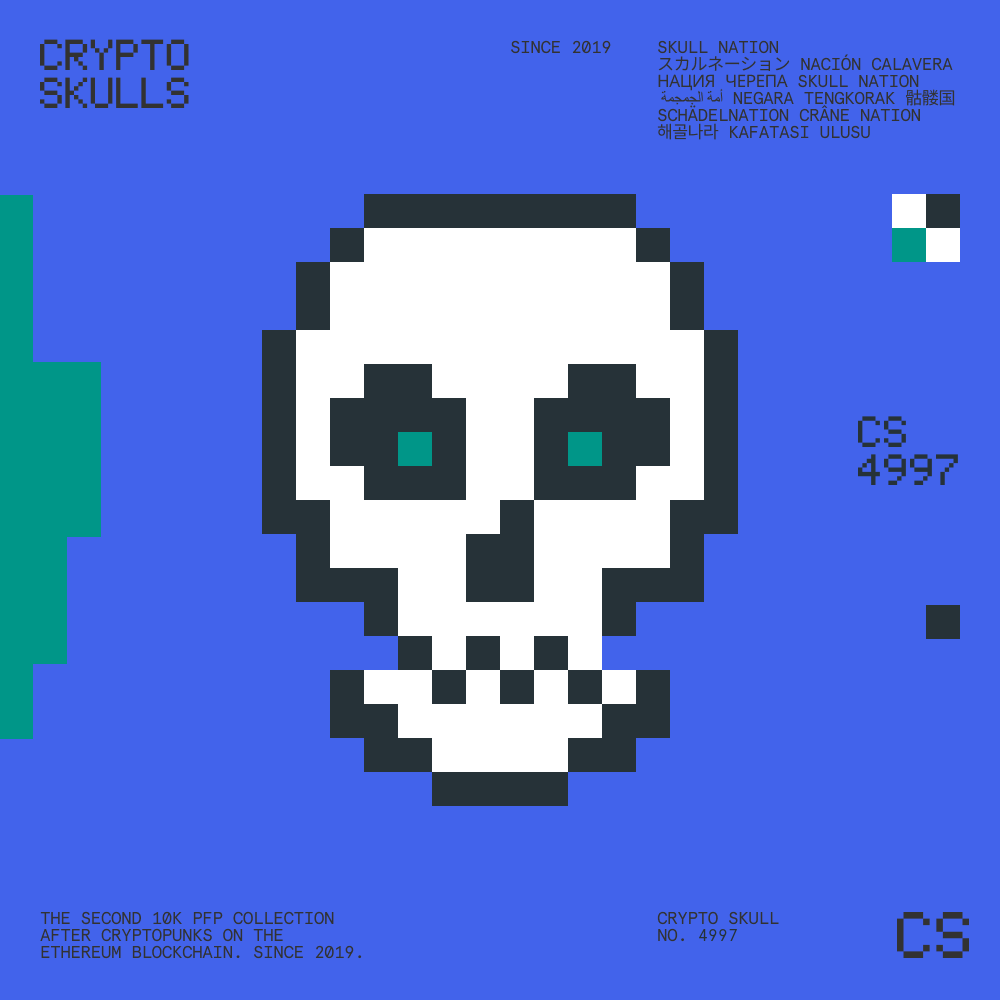 CRYPTO
SKULLS
SINCE 2019
SKULL NATION
スカルネーション NACIÓN CALAVERA
НАЦИЯ ЧЕРЕПА SKULL NATION
أمة الجمجمة NEGARA TENGKORAK 骷髅国
SCHÄDELNATION CRÂNE NATION
해골나라 KAFATASI ULUSU
CS
4997
THE SECOND 10K PFP COLLECTION
AFTER CRYPTOPUNKS ON THE
ETHEREUM BLOCKCHAIN. SINCE 2019.
CRYPTO SKULL
NO. 4997
CS